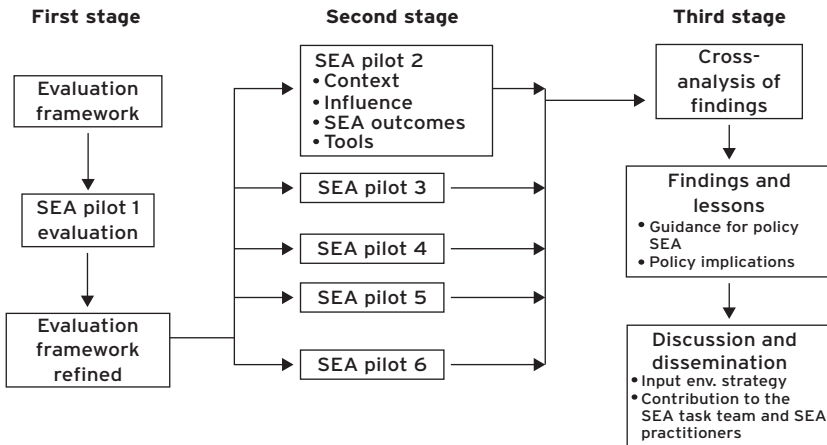 First stage
Evaluation
framework
SEA pilot 1
evaluation
Evaluation
framework
refined
Second stage
SEA pilot 2
• Context
• Influence
• SEA outcomes
• Tools
SEA pilot 3
SEA pilot 4
SEA pilot 5
SEA pilot 6
Third stage
Cross-
analysis of
findings
Findings and
lessons
• Guidance for policy
SEA
• Policy implications
Discussion and
dissemination
• Input env. strategy
• Contribution to the
SEA task team and SEA
practitioners